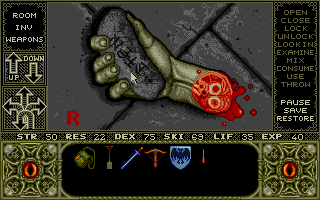 ROOM
INV
WEAPONS
UP
DOWN
OPEN
CLOSE
LOCK
UNLOCK
LOOK IN
EXAMINE
MIX
CONSUME
USE
THROW
PAUSE
SAVE
RESTORE
R
STR 50 RES 22 DEX 75 SKI 69 LIF 35 EXP 40